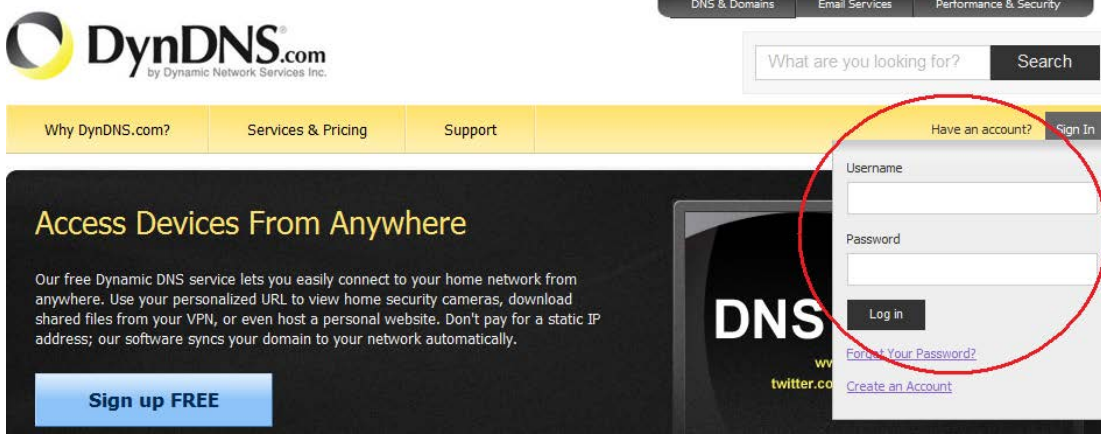 DNS & Domains Email Services Performance & Security
DynDNS.com
by Dynamic Network Services Inc.
What are you looking for? Search
Why DynDNS.com? Services & Pricing Support Have an account? Sign In
Username
Password
Log in
Forgot Your Password?
Create an Account
Access Devices From Anywhere
Our free Dynamic DNS service lets you easily connect to your home network from
anywhere. Use your personalized URL to view home security cameras, download
shared files from your VPN, or even host a personal website. Don't pay for a static IP
address; our software syncs your domain to your network automatically.
Sign up FREE
DNS
ww
twitter.co